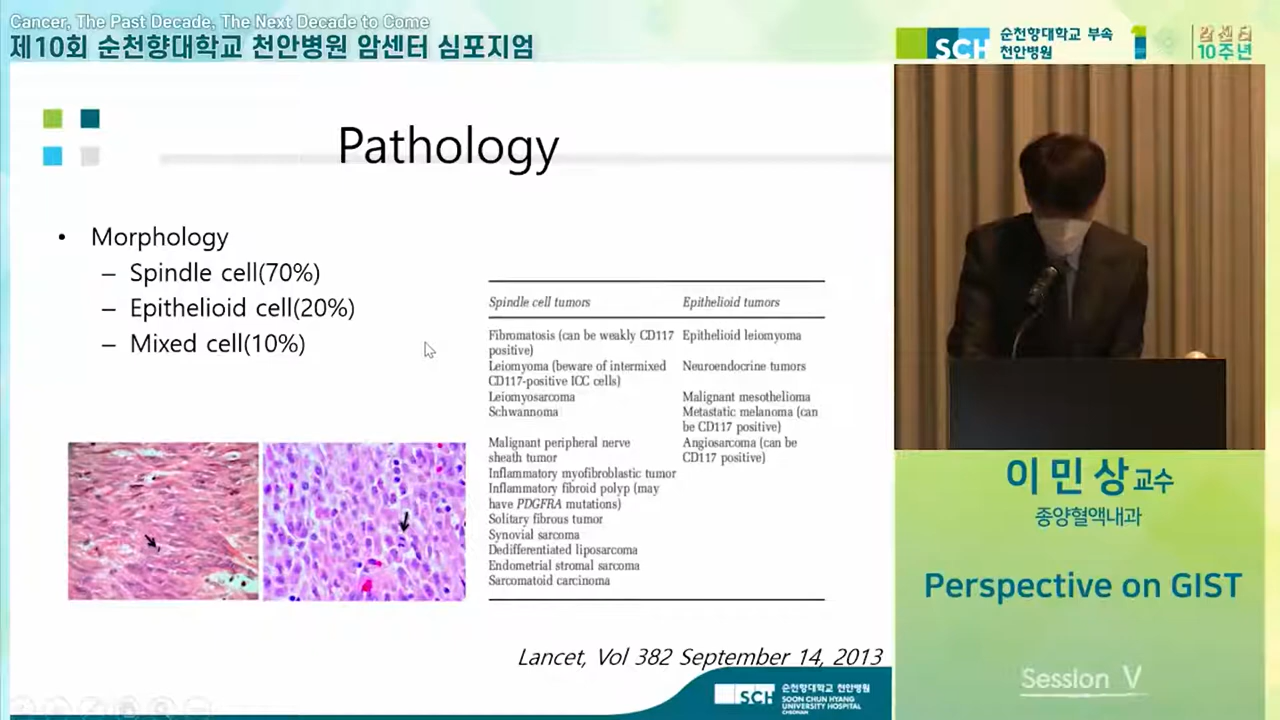 Cancer, The Past Decade, The Next Decade to Come
제10회 순천향대학교 천안병원 암센터 심포지엄
SCH 순천향대학교 부속
천안병원
암센터
10주년
Pathology
• Morphology
– Spindle cell(70%)
– Epithelioid cell(20%)
– Mixed cell(10%)
Spindle cell tumors Epithelioid tumors
Fibromatosis (can be weakly CD117 Epithelioid leiomyoma
positive)
Leiomyoma (beware of intermixed Neuroendocrine tumors
CD117-positive ICC cells)
Leiomyosarcoma Malignant mesothelioma
Schwannoma Metastatic melanoma (can
be CD117 positive)
Malignant peripheral nerve Angiosarcoma (can be
sheath tumor CD117 positive)
Inflammatory myofibroblastic tumor
Inflammatory fibroid polyp (may
have PDGFRA mutations)
Solitary fibrous tumor
Synovial sarcoma
Dedifferentiated liposarcoma
Endometrial stromal sarcoma
Sarcomatoid carcinoma
Lancet, Vol 382 September 14, 2013
SCH 순천향대학교 천안병원
SOON CHUN HYANG
UNIVERSITY HOSPITAL
CHEONAN
이민상 교수
종양혈액내과
Perspective on GIST
Session V